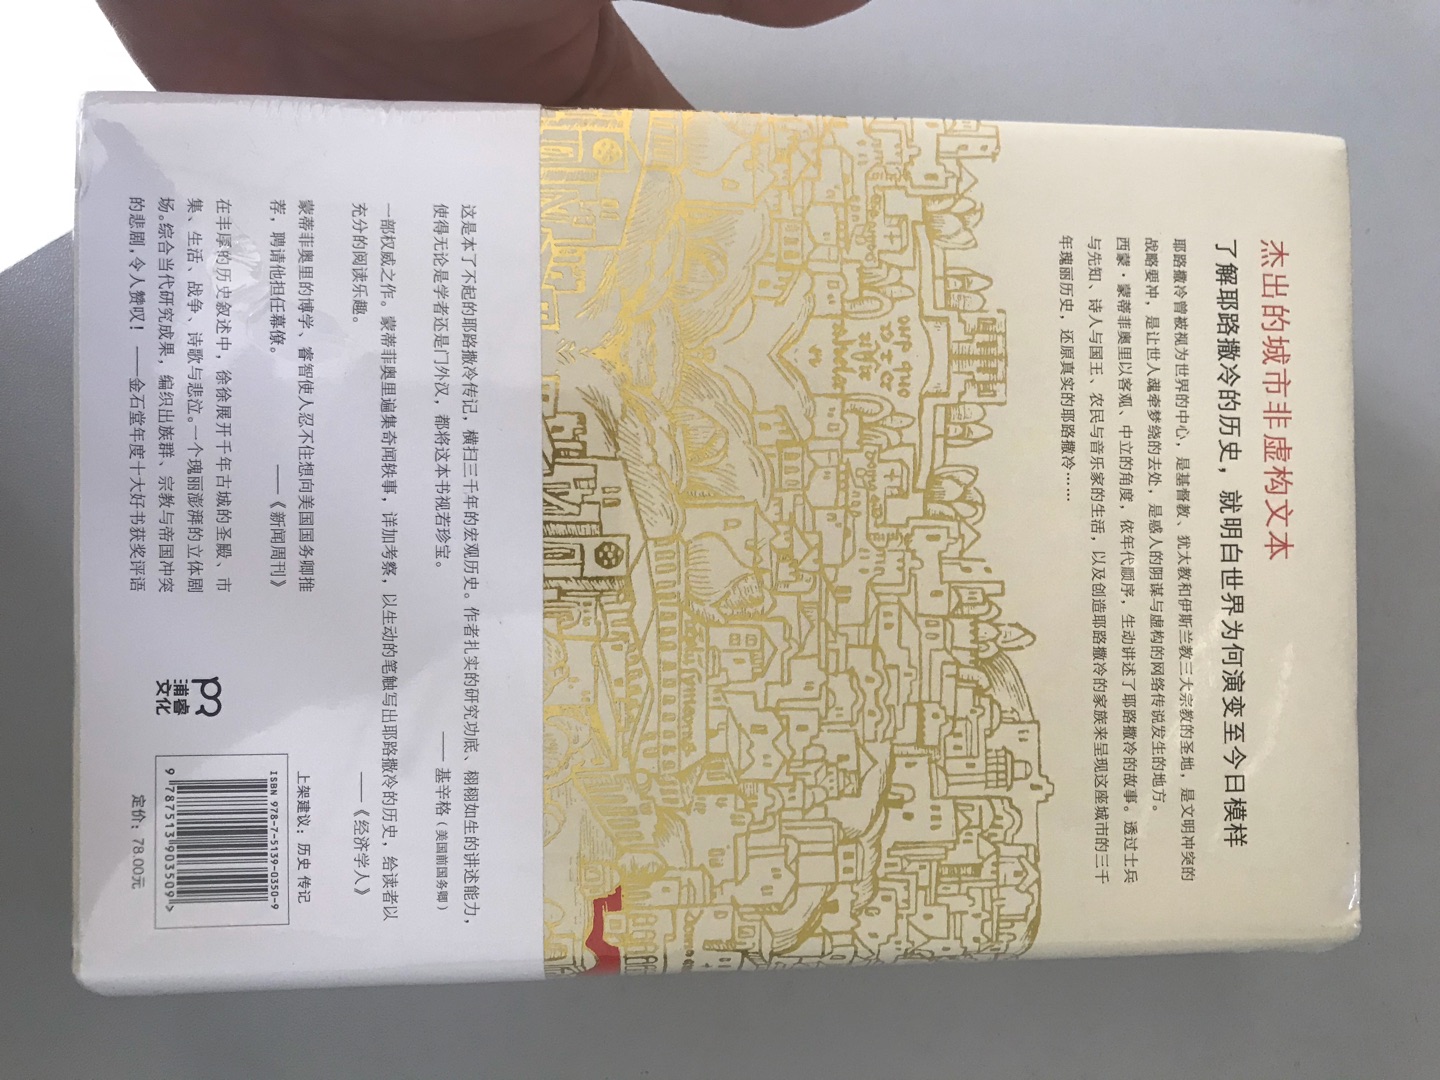 杰出的城市非虚构文本
了解耶路撒冷的历史，就明白世界为何演变至今日模样
耶路撒冷曾被视为世界的中心，是基督教、犹太教和伊斯兰教三大宗教的圣地，是文明冲突的
战略要冲，是让世人魂牵梦绕的去处，是惑人的阴谋与虚构的网络传说发生的地方。
西蒙·蒙蒂菲奥里以客观、中立的角度，依年代顺序，生动讲述了耶路撒冷的故事。透过士兵
与先知、诗人与国王、农民与音乐家的生活，以及创造耶路撒冷的家族来呈现这座城市的三千
年瑰丽历史，还原真实的耶路撒冷……
Solymorum
这是本了不起的耶路撒冷传记，横扫三千年的宏观历史。作者扎实的研究功底、栩栩如生的讲述能力，
使得无论是学者还是门外汉，都将这本书视若珍宝。
——基辛格（美国前国务卿）
一部权威之作。蒙蒂菲奥里遍集奇闻轶事，详加考察，以生动的笔触写出耶路撒冷的历史，给读者以
充分的阅读乐趣。
——《经济学人》
蒙蒂菲奥里的博学、睿智使人忍不住想向美国国务卿推
荐，聘请他担任幕僚。
——《新闻周刊》
在丰厚的历史叙述中，徐徐展开千年古城的圣殿、市
集、生活、战争、诗歌与悲泣。一个瑰丽澎湃的立体剧
场。综合当代研究成果，编织出族群、宗教与帝国冲突
的悲剧，令人赞叹！——金石堂年度十大好书获奖评语
浦睿
文化
上架建议：历史 传记
ISBN 978-7-5139-0350-9
9 787513 903509 >
定价：78.00元